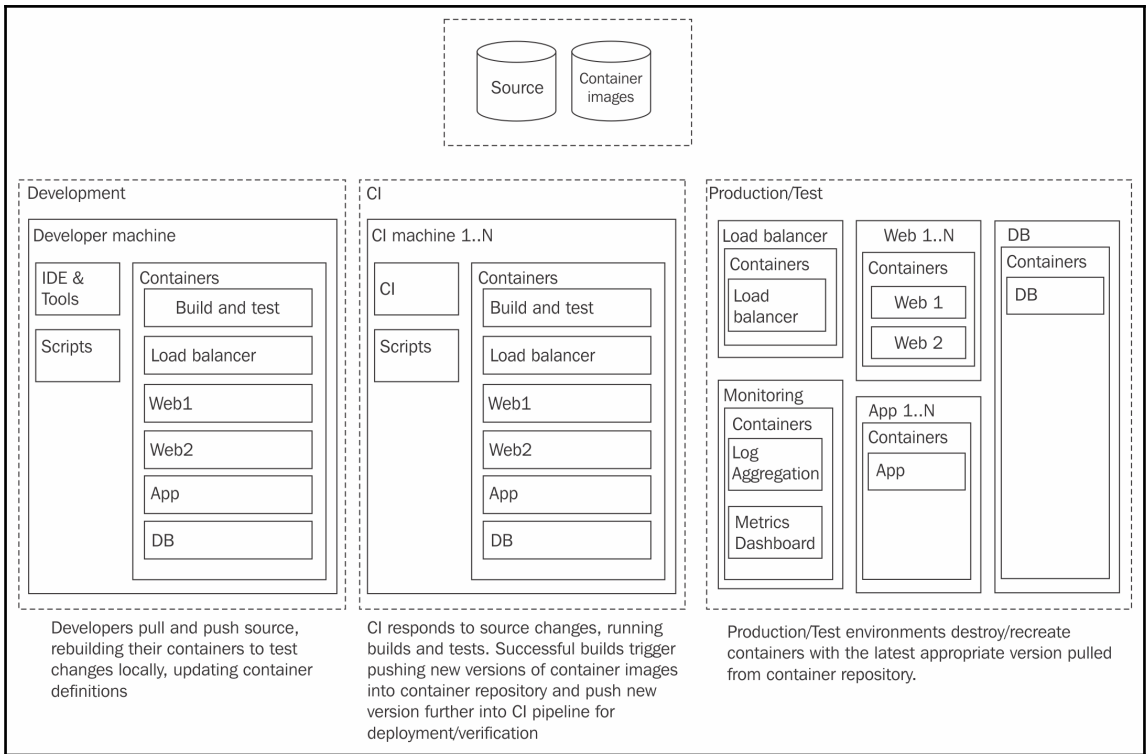 Source
Container
images
Development
Developer machine
IDE &
Tools
Scripts
Containers
Build and test
Load balancer
Web1
Web2
App
DB
Developers pull and push source,
rebuilding their containers to test
changes locally, updating container
definitions
CI
CI machine 1..N
CI
Scripts
Containers
Build and test
Load balancer
Web1
Web2
App
DB
CI responds to source changes, running
builds and tests. Successful builds trigger
pushing new versions of container images
into container repository and push new
version further into CI pipeline for
deployment/verification
Production/Test
Load balancer
Containers
Load
balancer
Web 1..N
Containers
Web 1
Web 2
DB
Containers
DB
Monitoring
Containers
Log
Aggregation
Metrics
Dashboard
App 1..N
Containers
App
Production/Test environments destroy/recreate
containers with the latest appropriate version pulled
from container repository.